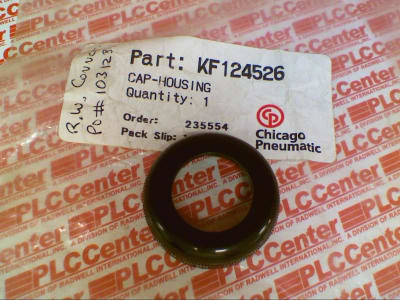 Part: KF124526
CAP-HOUSING
Quantity: 1
Order: 235554
Pack Slip:
CP
Chicago
Pneumatic
R.W.
Po# 103123
PLCCenter
A DIVISION OF RADWELL INTERNATIONAL, INC.